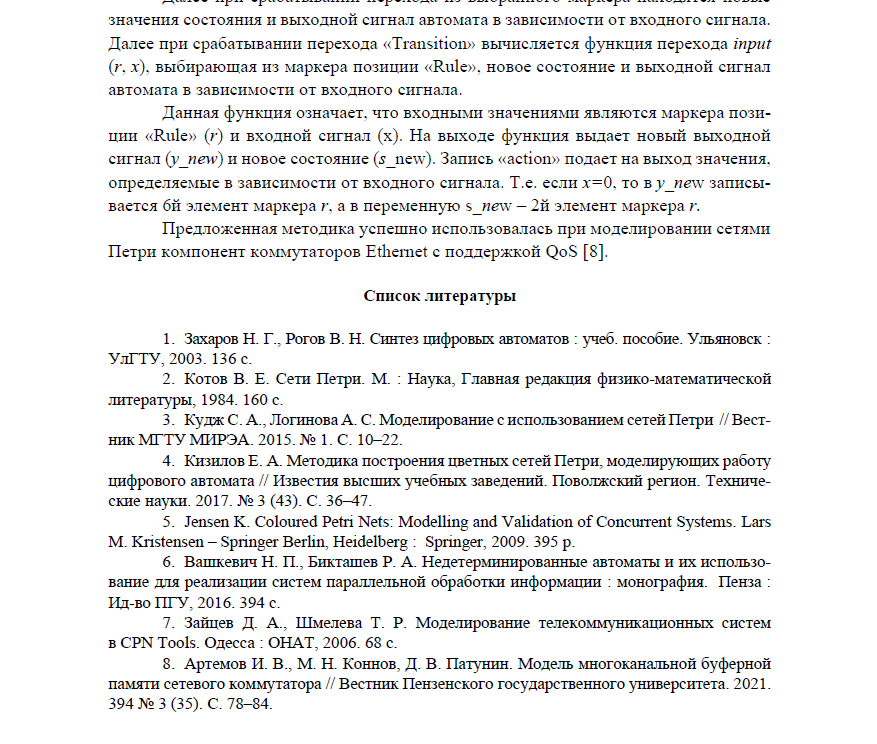 Далее при срабатывании перехода из выбранного маркера находятся новые
значения состояния и выходной сигнал автомата в зависимости от входного сигнала.
Далее при срабатывании перехода «Transition» вычисляется функция перехода input
(r, x), выбирающая из маркера позиции «Rule», новое состояние и выходной сигнал
автомата в зависимости от входного сигнала.
Данная функция означает, что входными значениями являются маркера пози-
ции «Rule» (r) и входной сигнал (x). На выходе функция выдает новый выходной
сигнал (y_new) и новое состояние (s_new). Запись «action» подает на выход значения,
определяемые в зависимости от входного сигнала. Т.е. если x=0, то в y_new записы-
вается 6й элемент маркера r, а в переменную s_new – 2й элемент маркера r.
Предложенная методика успешно использовалась при моделировании сетями
Петри компонент коммутаторов Ethernet с поддержкой QoS [8].
Список литературы
1. Захаров Н. Г., Рогов В. Н. Синтез цифровых автоматов : учеб. пособие. Ульяновск :
УлГТУ, 2003. 136 с.
2. Котов В. Е. Сети Петри. М. : Наука, Главная редакция физико-математической
литературы, 1984. 160 с.
3. Кудж С. А., Логинова А. С. Моделирование с использованием сетей Петри // Вест-
ник МГТУ МИРЭА. 2015. № 1. С. 10–22.
4. Кизилов Е. А. Методика построения цветных сетей Петри, моделирующих работу
цифрового автомата // Известия высших учебных заведений. Поволжский регион. Техниче-
ские науки. 2017. № 3 (43). С. 36–47.
5. Jensen K. Coloured Petri Nets: Modelling and Validation of Concurrent Systems. Lars
M. Kristensen – Springer Berlin, Heidelberg : Springer, 2009. 395 p.
6. Вашкевич Н. П., Бикташев Р. А. Недетерминированные автоматы и их использо-
вание для реализации систем параллельной обработки информации : монография. Пенза :
Ид-во ПГУ, 2016. 394 с.
7. Зайцев Д. А., Шмелева Т. Р. Моделирование телекоммуникационных систем
в CPN Tools. Одесса : ОНАТ, 2006. 68 с.
8. Артемов И. В., М. Н. Коннов, Д. В. Патунин. Модель многоканальной буферной
памяти сетевого коммутатора // Вестник Пензенского государственного университета. 2021.
394 № 3 (35). С. 78–84.